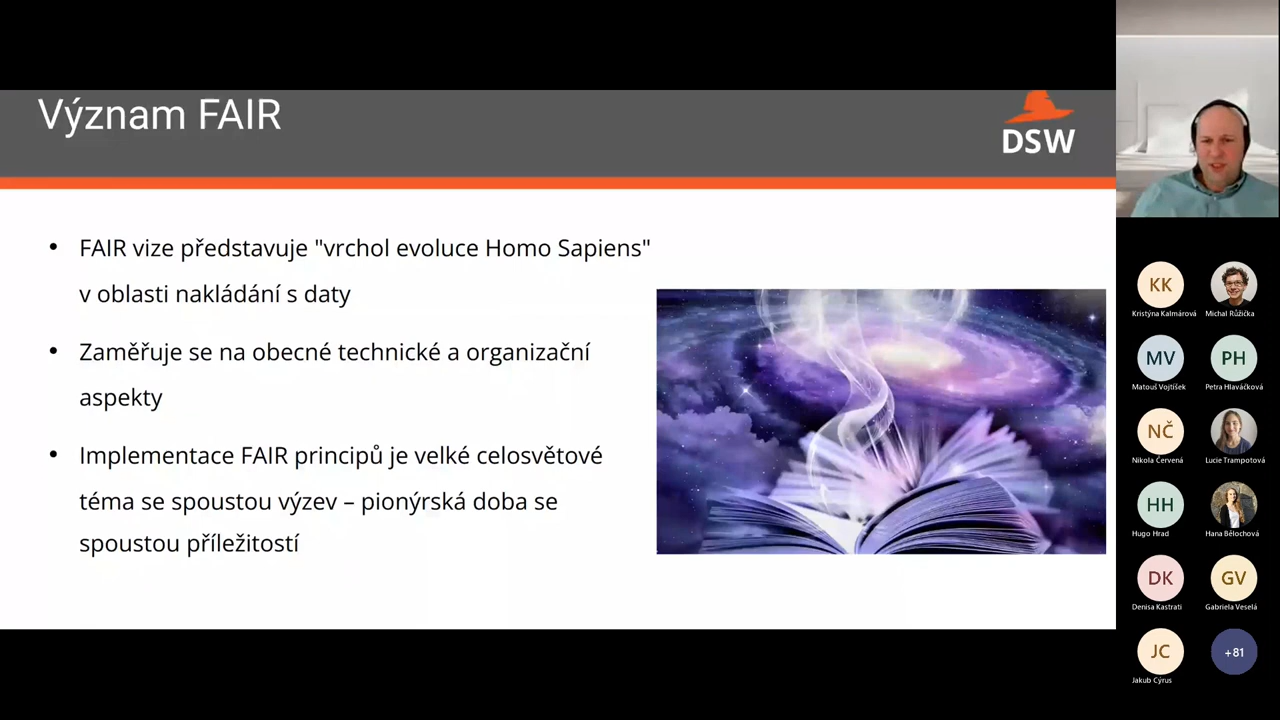 Význam FAIR
DSW
• FAIR vize představuje "vrchol evoluce Homo Sapiens"
v oblasti nakládání s daty
• Zaměřuje se na obecné technické a organizační
aspekty
• Implementace FAIR principů je velké celosvětové
téma se spoustou výzev – pionýrská doba se
spoustou příležitostí
KK
Kristýna Kalmárová
Michal Růžička
MV
Matouš Vojtíšek
PH
Petra Hlaváčková
NČ
Nikola Červená
Lucie Trampotová
HH
Hugo Hrad
Hana Bělochová
DK
Denisa Kastrati
GV
Gabriela Veselá
JC
Jakub Cýrus
+81